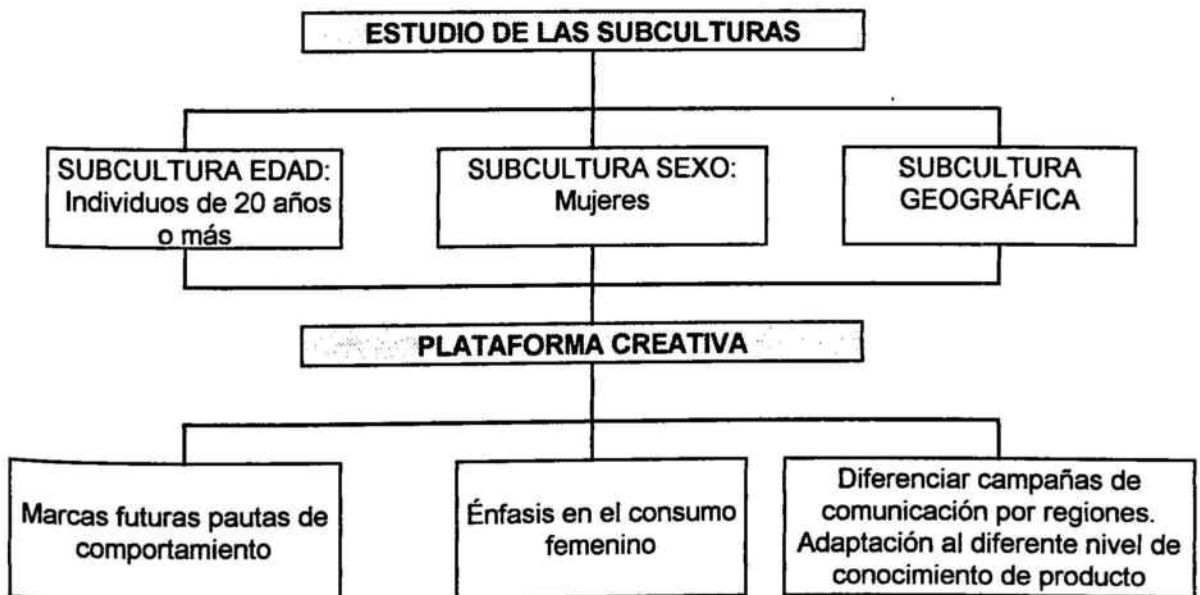 ESTUDIO DE LAS SUBCULTURAS
SUBCULTURA EDAD:
Individuos de 20 años
o más
SUBCULTURA SEXO:
Mujeres
SUBCULTURA
GEOGRÁFICA
PLATAFORMA CREATIVA
Marcas futuras pautas de
comportamiento
Énfasis en el consumo
femenino
Diferenciar campañas de
comunicación por regiones.
Adaptación al diferente nivel de
conocimiento de producto